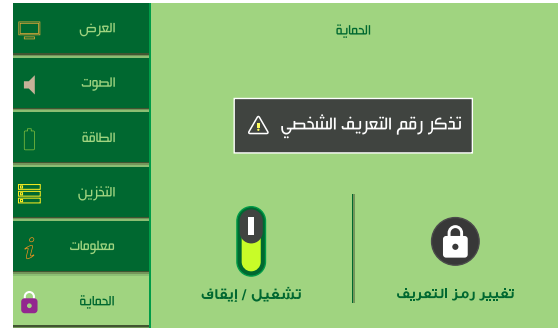 العرض
الصوت
الطاقة
التخزين
معلومات
الحماية
الحماية
تذكر رقم التعريف الشخصي
تغيير رمز التعريف
تشغيل / إيقاف